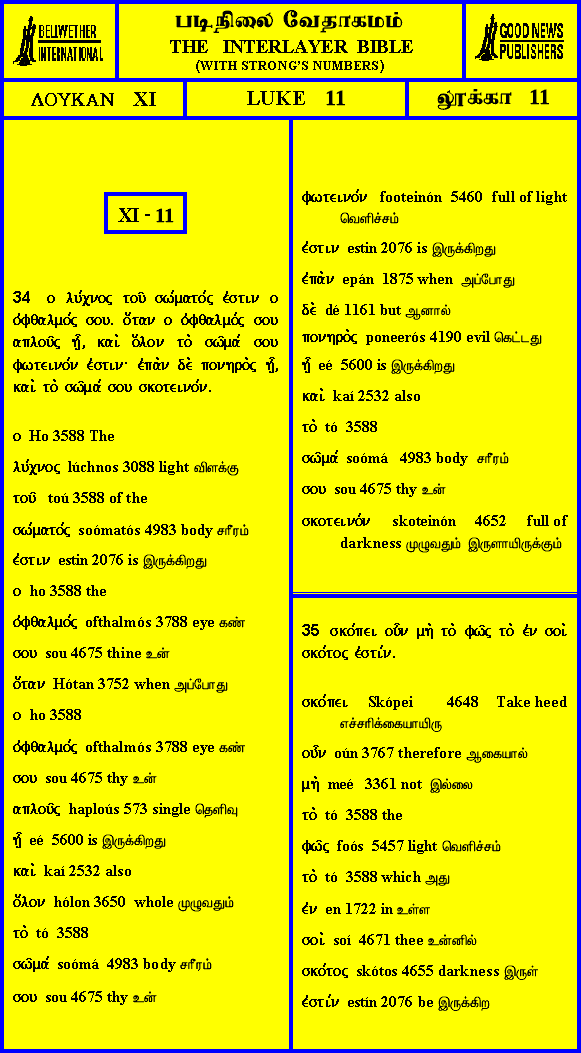 BELLWETHER
INTERNATIONAL
படிநிலை வேதாகமம்
THE INTERLAYER BIBLE
(WITH STRONG'S NUMBERS)
GOOD NEWS
PUBLISHERS
ΛΟΥΚΑΝ XI
LUKE 11
லூக்கா 11
XI - 11
34 ο λύχνος τοῦ σώματός ἐστιν ο
όφθαλμός σου. ὅταν ο όφθαλμός σου
απλοῦς ᾖ, καὶ ὅλον τὸ σῶμά σου
φωτεινόν ἐστιν· ἐπὰν δὲ πονηρὸς ᾖ,
καὶ τὸ σῶμά σου σκοτεινόν.
ο Ho 3588 The
λύχνος lúchnos 3088 light விளக்கு
τοῦ toú 3588 of the
σώματός soómatós 4983 body சரீரம்
ἐστιν estin 2076 is இருக்கிறது
ο ho 3588 the
όφθαλμός ofthalmós 3788 eye கண்
σου sou 4675 thine உன்
ὅταν Hótan 3752 when அப்போது
ο ho 3588
όφθαλμός ofthalmós 3788 eye கண்
σου sou 4675 thy உன்
απλοῦς haploús 573 single தெளிவு
ᾖ eé 5600 is இருக்கிறது
καὶ kaí 2532 also
ὅλον hólon 3650 whole முழுவதும்
τὸ tó 3588
σῶμά soómá 4983 body சரீரம்
σου sou 4675 thy உன்
φωτεινόν footeinón 5460 full of light
வெளிச்சம்
ἐστιν estin 2076 is இருக்கிறது
ἐπὰν epán 1875 when அப்போது
δὲ dé 1161 but ஆனால்
πονηρὸς poneerós 4190 evil கெட்டது
ᾖ eé 5600 is இருக்கிறது
καὶ kaí 2532 also
τὸ tó 3588
σῶμά soómá 4983 body சரீரம்
σου sou 4675 thy உன்
σκοτεινόν skoteinón 4652 full of
darkness முழுவதும் இருளாயிருக்கும்
35 σκόπει οὖν μὴ τὸ φῶς τὸ ἐν σοὶ
σκότος ἐστίν.
σκόπει Skópei 4648 Take heed
எச்சரிக்கையாயிரு
οὖν oún 3767 therefore ஆகையால்
μὴ meé 3361 not இல்லை
τὸ tó 3588 the
φῶς foós 5457 light வெளிச்சம்
τὸ tó 3588 which அது
ἐν en 1722 in உள்ள
σοὶ soí 4671 thee உன்னில்
σκότος skótos 4655 darkness இருள்
ἐστίν estín 2076 be இருக்கிற